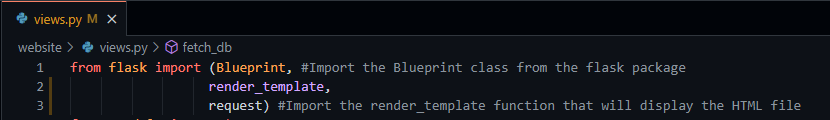 views.py M ×
website > views.py > fetch_db
1 from flask import (Blueprint, #Import the Blueprint class from the flask package
2 render_template,
3 request) #Import the render_template function that will display the HTML file